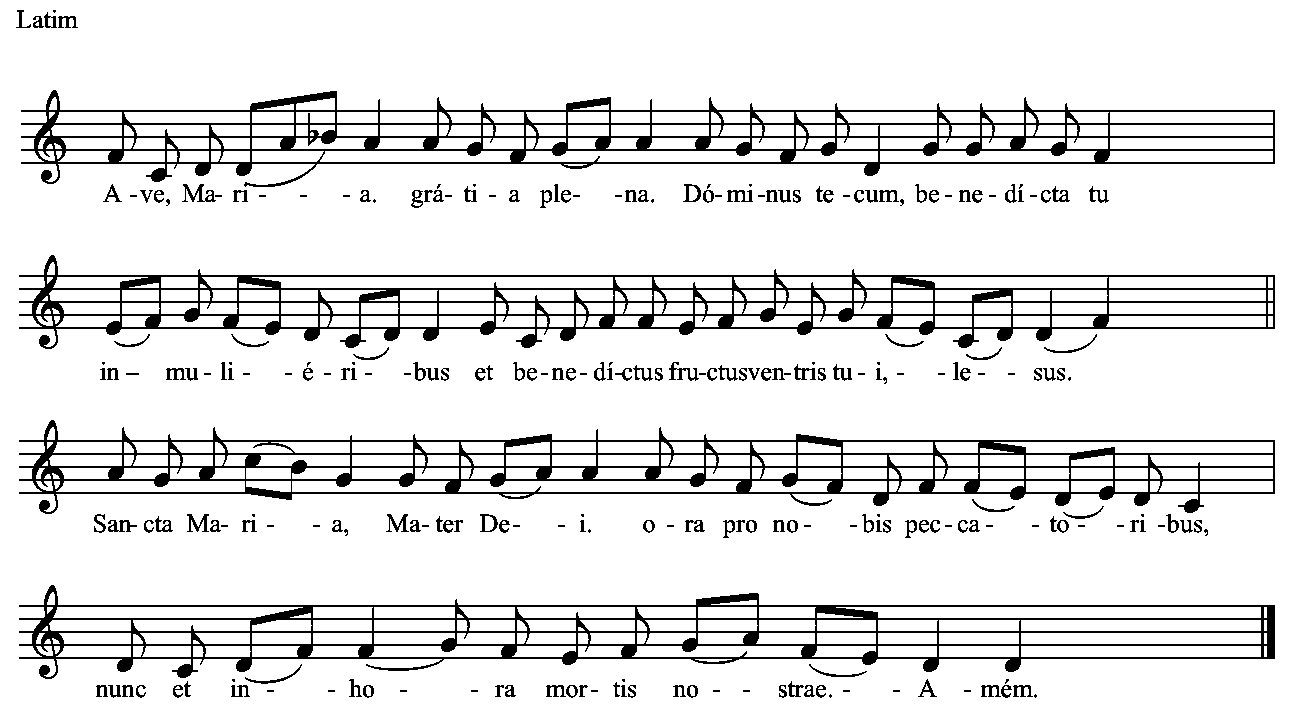 Latim
A - ve, Ma - ri - - - a. grá - ti - a ple - - na. Dó - mi - nus te - cum, be - ne - dí - cta tu
in – mu - li - - é - ri - - bus et be - ne - dí - ctus fru - ctusven - tris tu - i, - - le - - sus.
San - cta Ma - ri - - a, Ma - ter De - - i. o - ra pro no - - bis pec - ca - - to - - ri - bus,
nunc et in - - ho - - ra mor - tis no - - strae. - - A - mém.